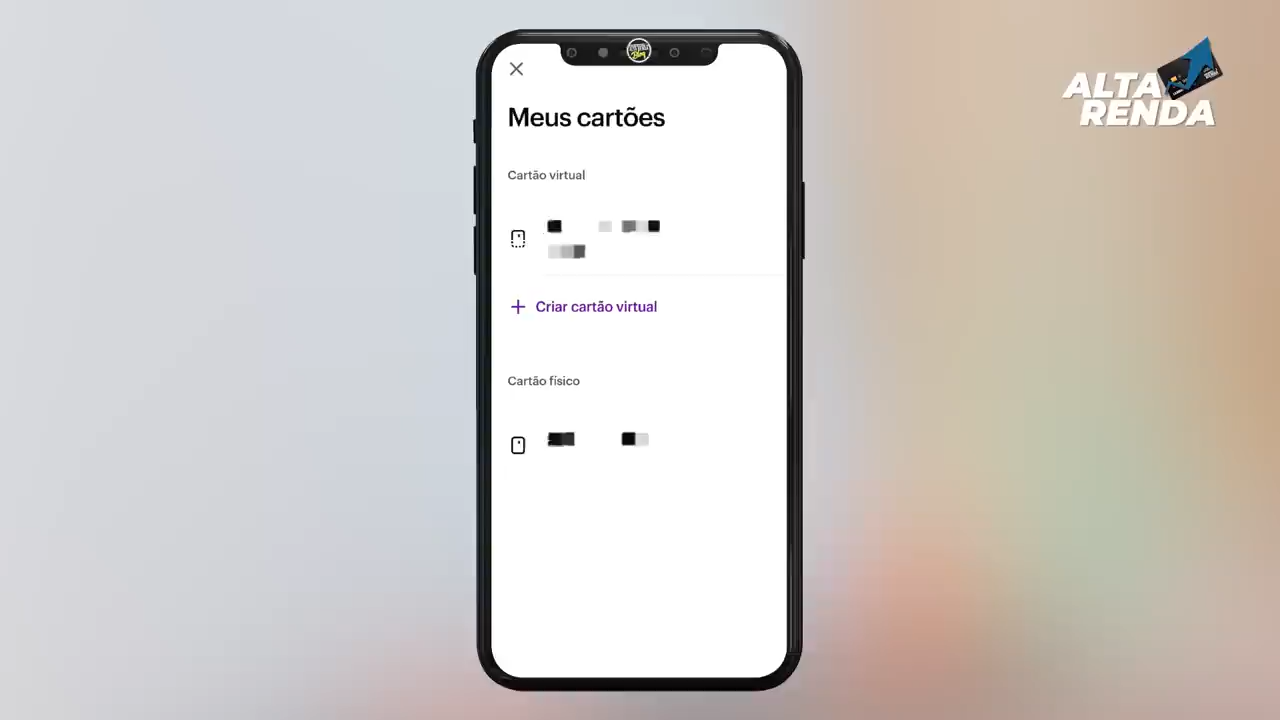 ALTA
RENDA
Meus cartões
Cartão virtual
+ Criar cartão virtual
Cartão físico